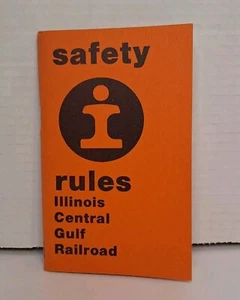 safety
i
rules
Illinois
Central
Gulf
Railroad